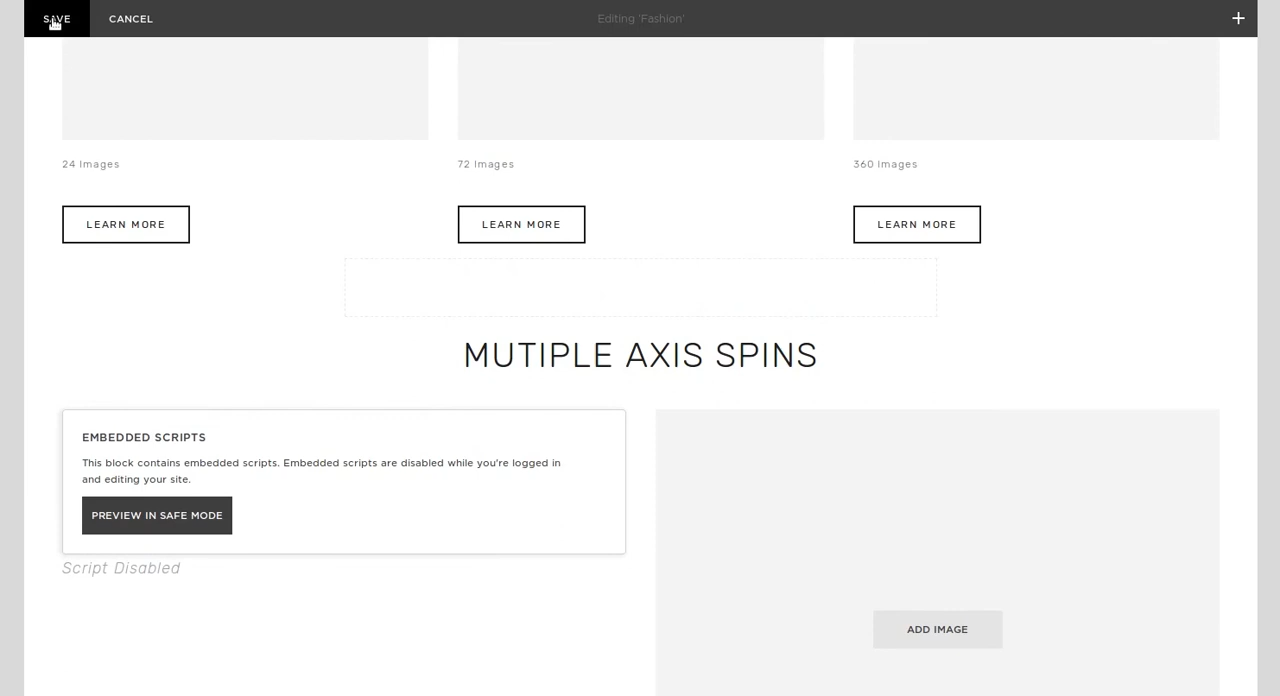 SAVE CANCEL Editing 'Fashion' +
24 Images 72 Images 360 Images
LEARN MORE LEARN MORE LEARN MORE
MUTIPLE AXIS SPINS
EMBEDDED SCRIPTS
This block contains embedded scripts. Embedded scripts are disabled while you're logged in
and editing your site.
PREVIEW IN SAFE MODE
Script Disabled
ADD IMAGE